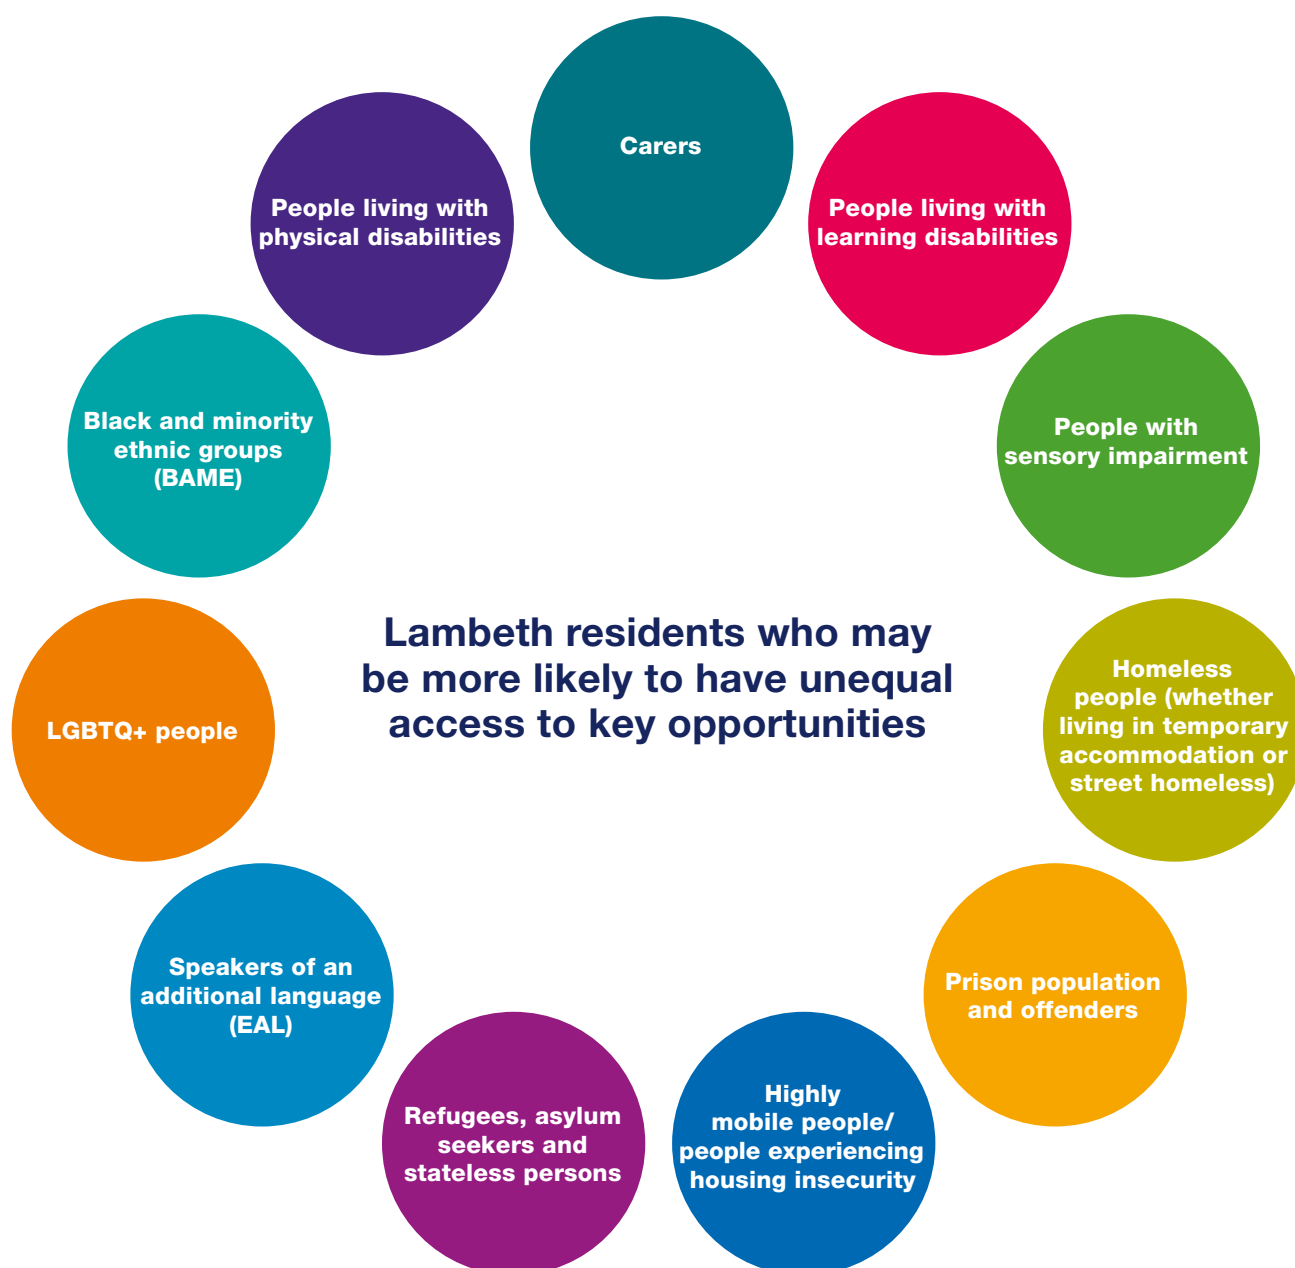 Carers
People living with
physical disabilities
People living with
learning disabilities
Black and minority
ethnic groups
(BAME)
People with
sensory impairment
Lambeth residents who may
be more likely to have unequal
access to key opportunities
LGBTQ+ people
Homeless
people (whether
living in temporary
accommodation or
street homeless)
Speakers of an
additional language
(EAL)
Prison population
and offenders
Refugees, asylum
seekers and
stateless persons
Highly
mobile people/
people experiencing
housing insecurity